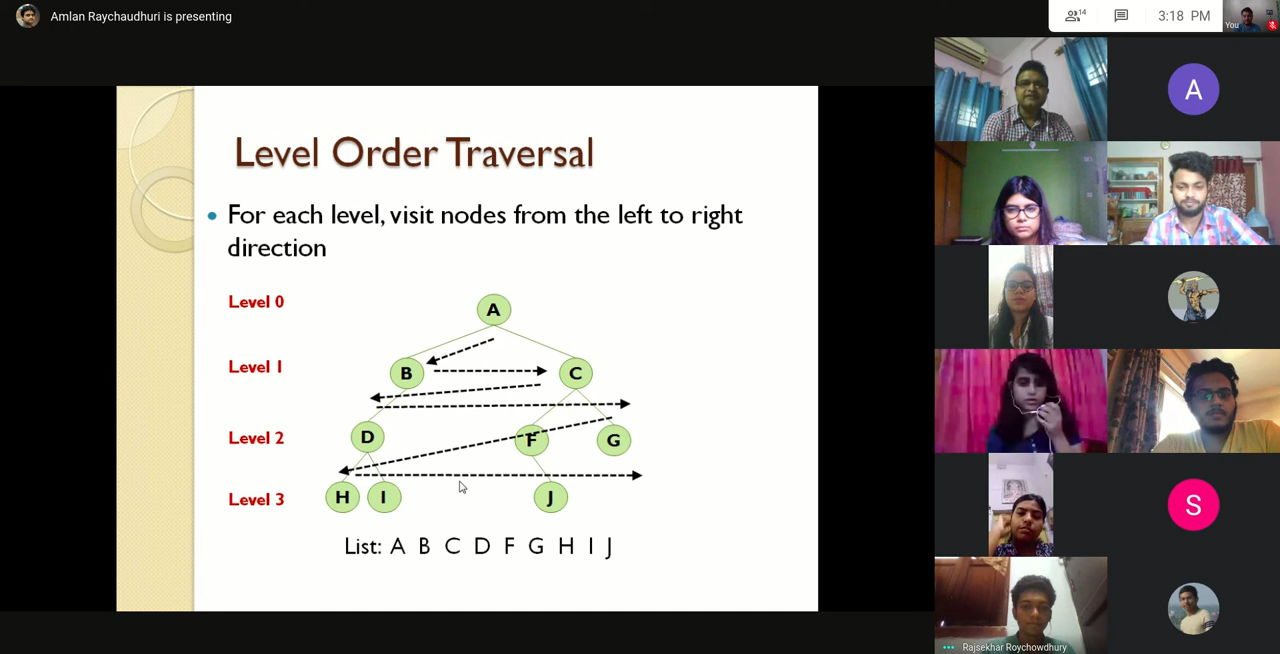 Amlan Raychaudhuri is presenting
14
3:18 PM
You
Level Order Traversal
For each level, visit nodes from the left to right
direction
Level 0
A
Level 1
B C
Level 2
D F G
Level 3
H I J
List: A B C D F G H I J
A
S
Rajsekhar Roychowdhury